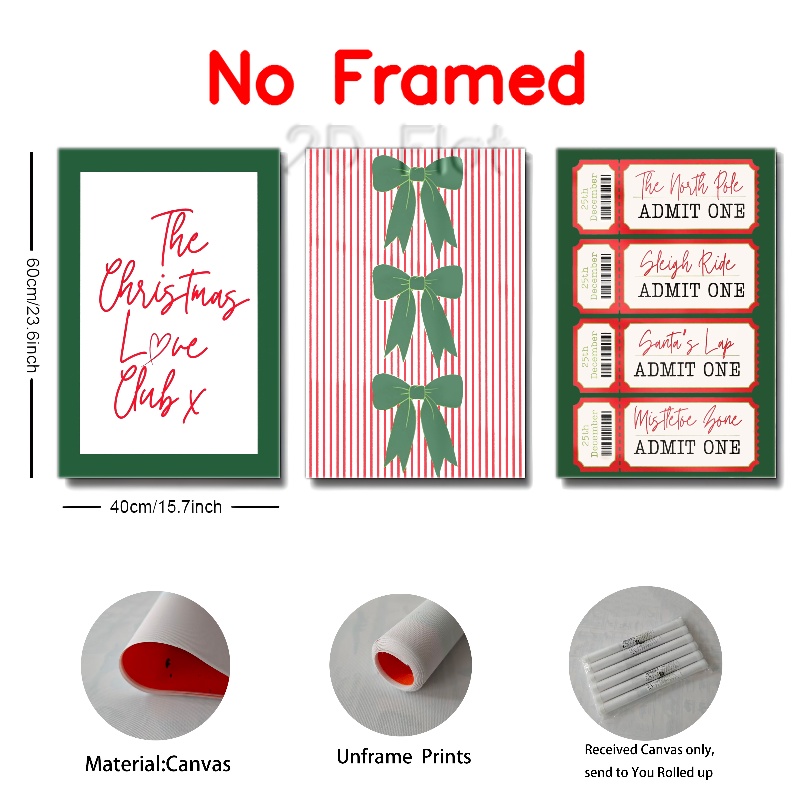 No Framed
2D Flat
60cm/23.6inch
The
Christmas
Love
Club x
25th
December
The North Pole
ADMIT ONE
25th
December
Sleigh Ride
ADMIT ONE
25th
December
Santa's Lap
ADMIT ONE
25th
December
Mistletoe Zone
ADMIT ONE
40cm/15.7inch
Material:Canvas
Unframe Prints
Received Canvas only,
send to You Rolled up